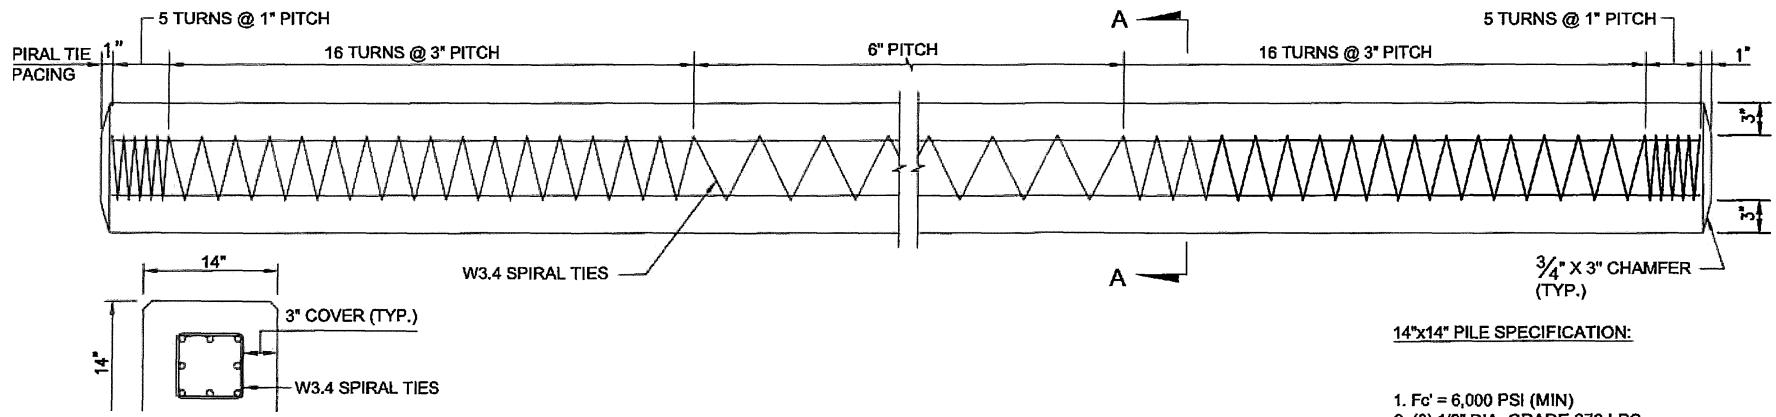 5 TURNS @ 1" PITCH
A
5 TURNS @ 1" PITCH
PIRAL TIE
PACING
1"
16 TURNS @ 3" PITCH
6" PITCH
16 TURNS @ 3" PITCH
1"
3"
3"
W3.4 SPIRAL TIES
A
3/4" X 3" CHAMFER
(TYP.)
14"
3" COVER (TYP.)
14"
W3.4 SPIRAL TIES
14"x14" PILE SPECIFICATION:
1. Fc' = 6,000 PSI (MIN)